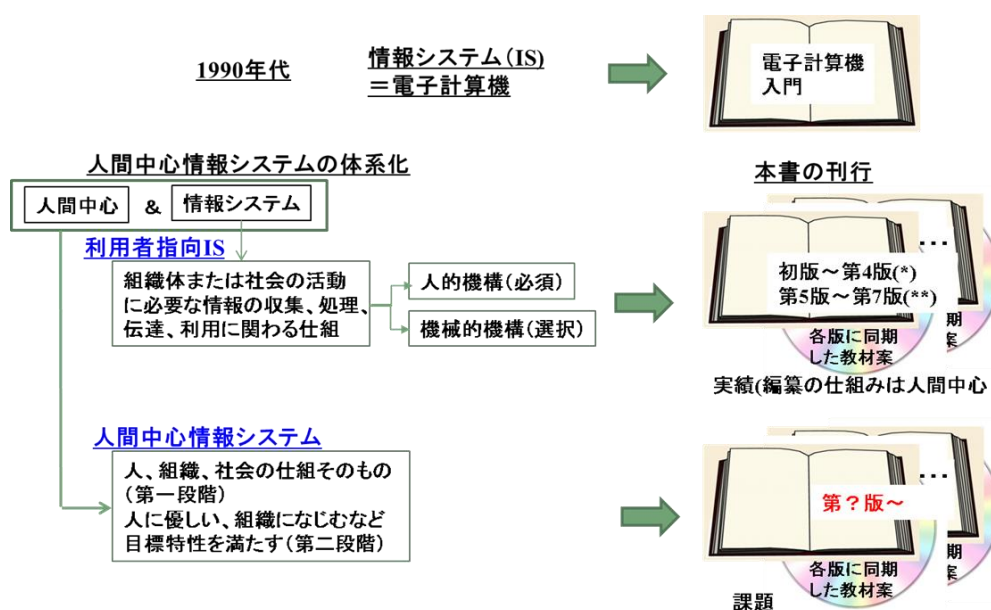 1990年代
情報システム(IS)
＝電子計算機
電子計算機
入門
人間中心情報システムの体系化
人間中心 & 情報システム
本書の刊行
利用者指向IS
組織体または社会の活動
に必要な情報の収集、処理、
伝達、利用に関わる仕組
人的機構(必須)
機械的機構(選択)
…
初版～第4版(*)
第5版～第7版(**)
各版に同期
した教材案
期
案
実績(編纂の仕組みは人間中心
人間中心情報システム
人、組織、社会の仕組そのもの
(第一段階)
人に優しい、組織になじむなど
目標特性を満たす(第二段階)
…
第？版～
各版に同期
した教材案
期
案
課題